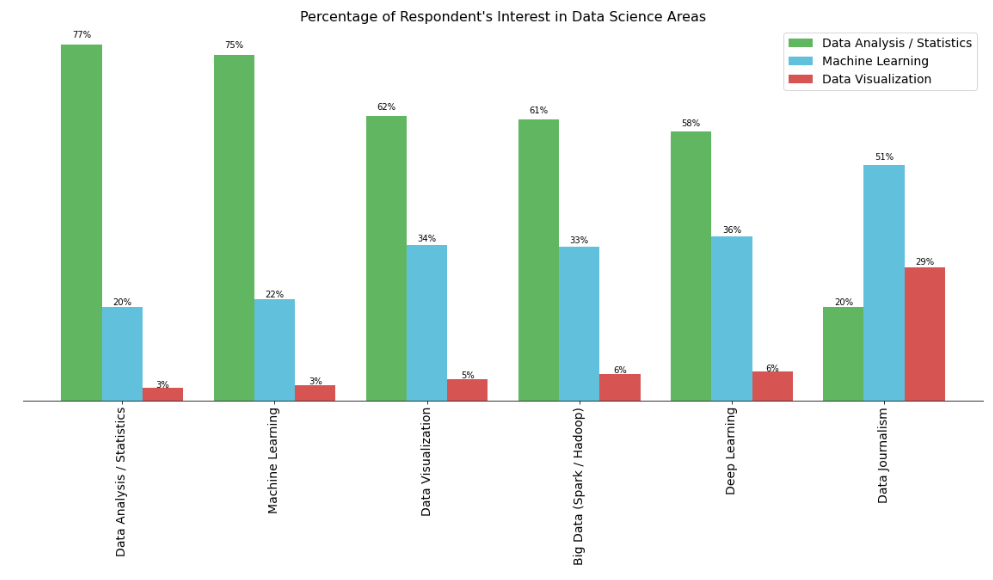 Percentage of Respondent's Interest in Data Science Areas
Data Analysis / Statistics
Machine Learning
Data Visualization
77%
20%
3%
75%
22%
3%
62%
34%
5%
61%
33%
6%
58%
36%
6%
20%
51%
29%
Data Analysis / Statistics
Machine Learning
Data Visualization
Big Data (Spark / Hadoop)
Deep Learning
Data Journalism